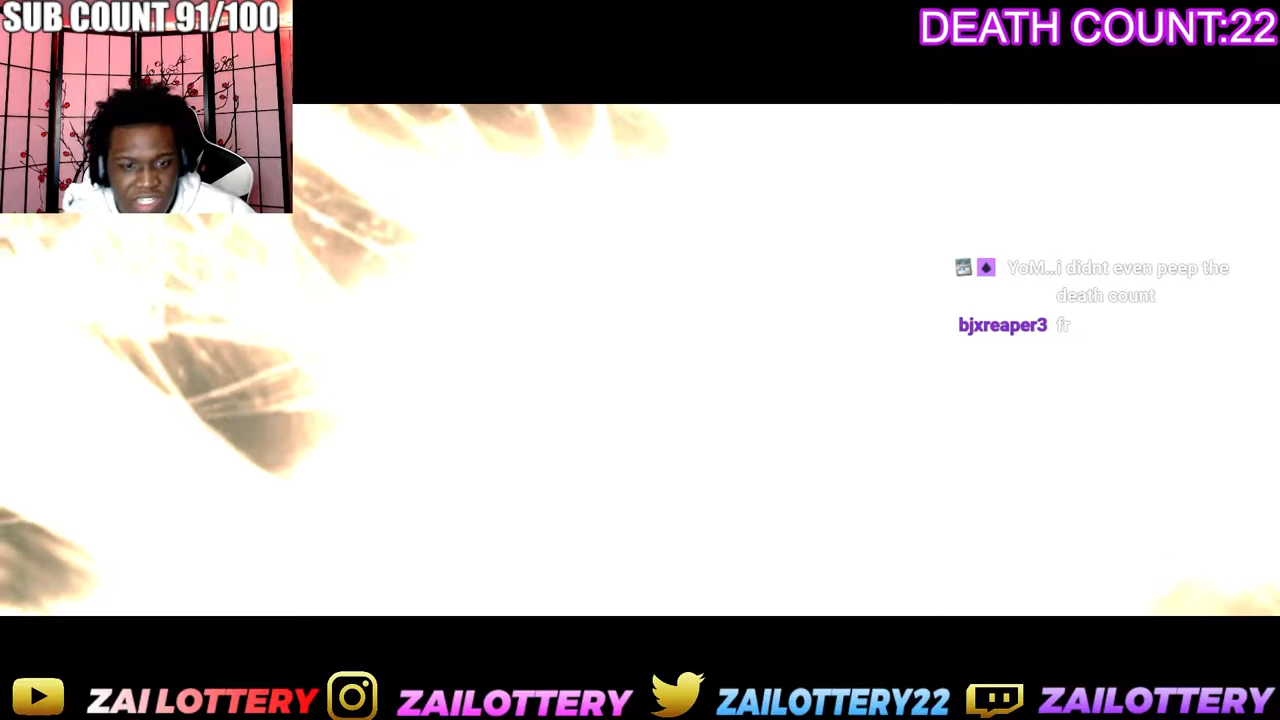 SUB COUNT 91/100
DEATH COUNT:22
YoM...i didnt even peep the
death count
bjxreaper3 fr
ZAI LOTTERY ZAILOTTERY ZAILOTTERY22 ZAILOTTERY